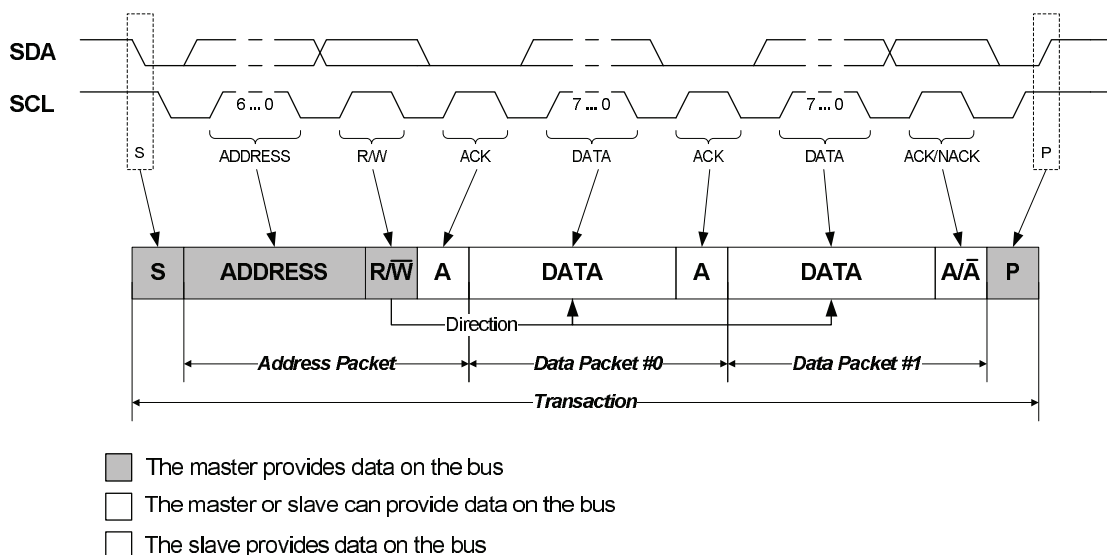 SDA
SCL
6 ... 0
7 ... 0
7 ... 0
S
ADDRESS
R/W
ACK
DATA
ACK
DATA
ACK/NACK
P
S
ADDRESS
R/W̅
A
DATA
A
DATA
A/A̅
P
Direction
Address Packet
Data Packet #0
Data Packet #1
Transaction
The master provides data on the bus
The master or slave can provide data on the bus
The slave provides data on the bus